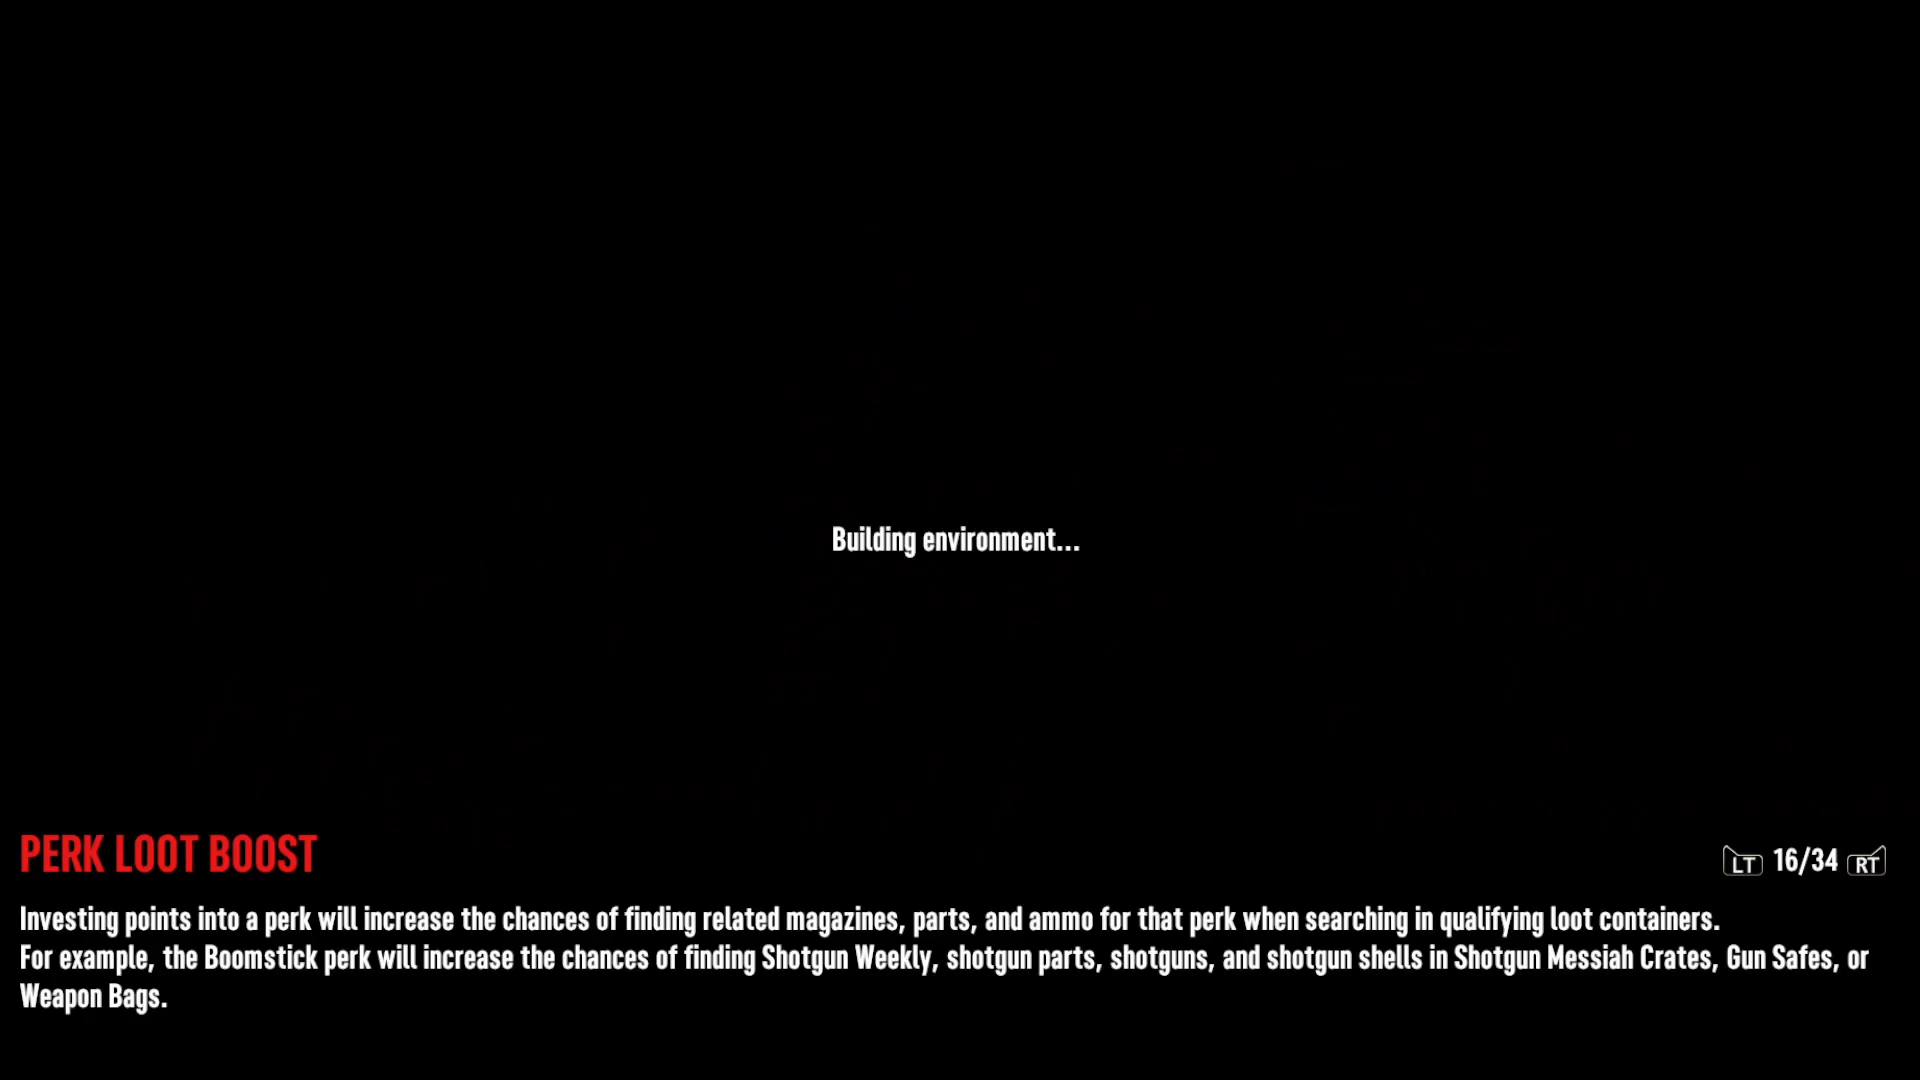 Building environment...
PERK LOOT BOOST
LT 16/34 RT
Investing points into a perk will increase the chances of finding related magazines, parts, and ammo for that perk when searching in qualifying loot containers.
For example, the Boomstick perk will increase the chances of finding Shotgun Weekly, shotgun parts, shotguns, and shotgun shells in Shotgun Messiah Crates, Gun Safes, or
Weapon Bags.